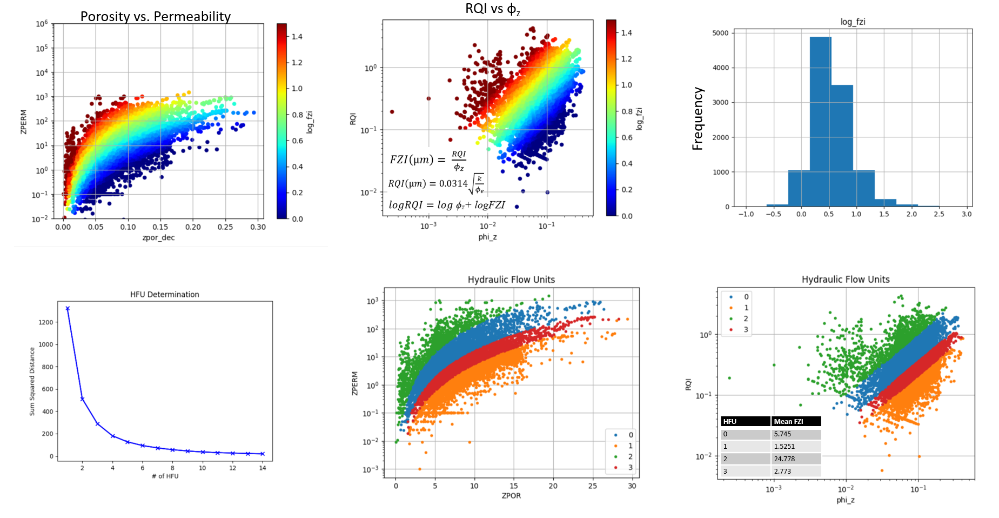 Porosity vs. Permeability
10^6
10^5
10^4
10^3
10^2
10^1
10^0
10^-1
10^-2
ZPERM
0.00 0.05 0.10 0.15 0.20 0.25 0.30
zpor_dec
1.4
1.2
1.0
0.8
0.6
0.4
0.2
0.0
log_fzi
RQI vs ϕz
10^0
10^-1
10^-2
RQI
FZI(μm) = RQI/ϕz
RQI(μm) = 0.0314√(k/ϕe)
logRQI = log ϕz+ logFZI
10^-3 10^-2 10^-1
phi_z
1.4
1.2
1.0
0.8
0.6
0.4
0.2
0.0
log_fzi
log_fzi
Frequency
5000
4000
3000
2000
1000
0
−1.0 −0.5 0.0 0.5 1.0 1.5 2.0 2.5 3.0
HFU Determination
Sum Squared Distance
1200
1000
800
600
400
200
0
2 4 6 8 10 12 14
# of HFU
Hydraulic Flow Units
10^3
10^2
10^1
10^0
10^-1
10^-2
10^-3
ZPERM
0
1
2
3
0 5 10 15 20 25 30
ZPOR
Hydraulic Flow Units
0
1
2
3
10^0
10^-1
10^-2
RQI
HFU Mean FZI
0 5.745
1 1.5251
2 24.778
3 2.773
10^-3 10^-2 10^-1
phi_z